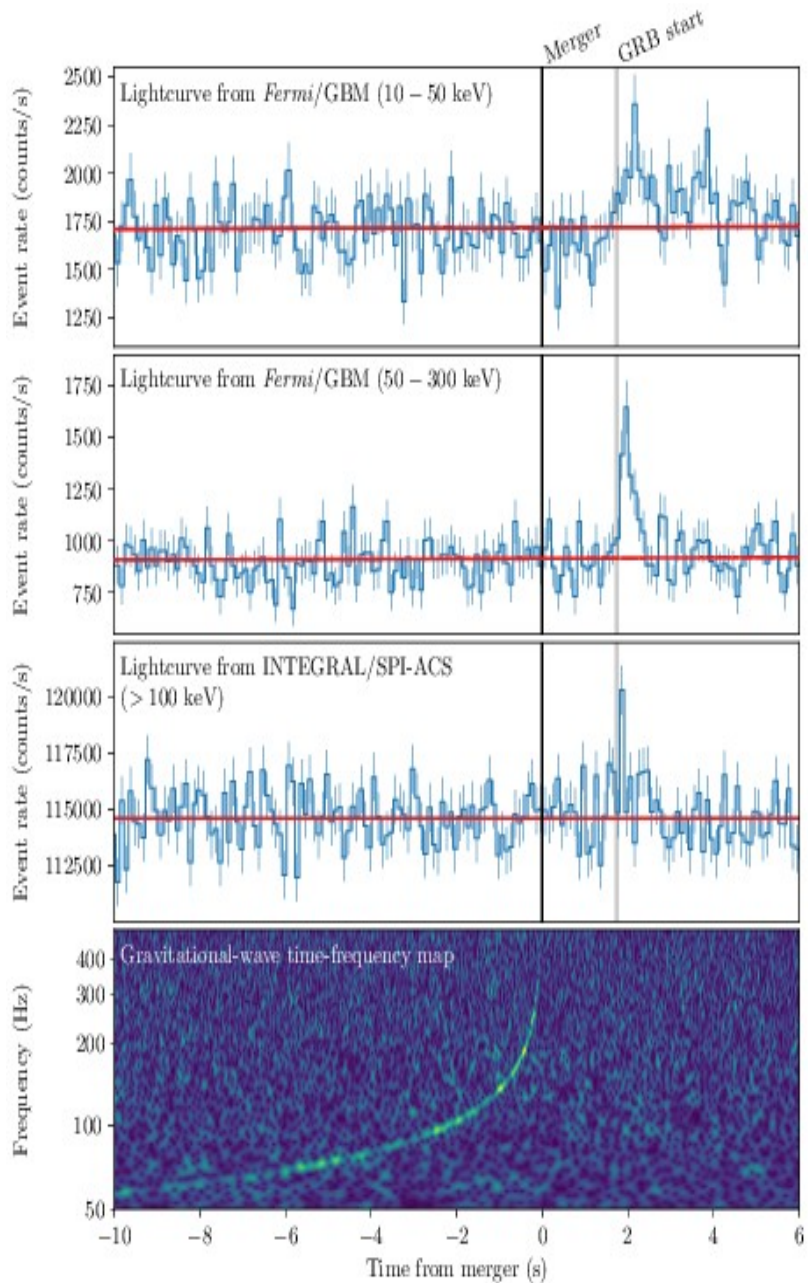 Merger
GRB start
Lightcurve from Fermi/GBM (10 – 50 keV)
Event rate (counts/s)
2500
2250
2000
1750
1500
1250
Lightcurve from Fermi/GBM (50 – 300 keV)
Event rate (counts/s)
1750
1500
1250
1000
750
Lightcurve from INTEGRAL/SPI-ACS
(> 100 keV)
Event rate (counts/s)
120000
117500
115000
112500
Gravitational-wave time-frequency map
Frequency (Hz)
400
300
200
100
50
−10 −8 −6 −4 −2 0 2 4 6
Time from merger (s)